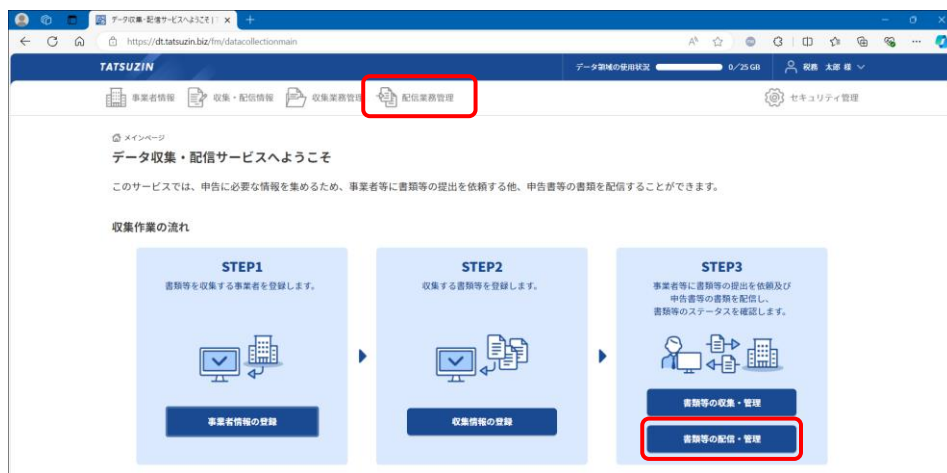 データ収集・配信サービスへようこそ |
https://dt.tatsuzin.biz/fm/datacollectionmain
TATSUZIN
データ領域の使用状況 0/25 GB 税務 太郎 様
事業者情報 収集・配信情報 収集業務管理 配信業務管理 セキュリティ管理
メインページ
データ収集・配信サービスへようこそ
このサービスでは、申告に必要な情報を集めるため、事業者等に書類等の提出を依頼する他、申告書等の書類を配信することができます。
収集作業の流れ
STEP1
書類等を収集する事業者を登録します。
事業者情報の登録
STEP2
収集する書類等を登録します。
収集情報の登録
STEP3
事業者等に書類等の提出を依頼及び
申告書等の書類を配信し、
書類等のステータスを確認します。
書類等の収集・管理
書類等の配信・管理